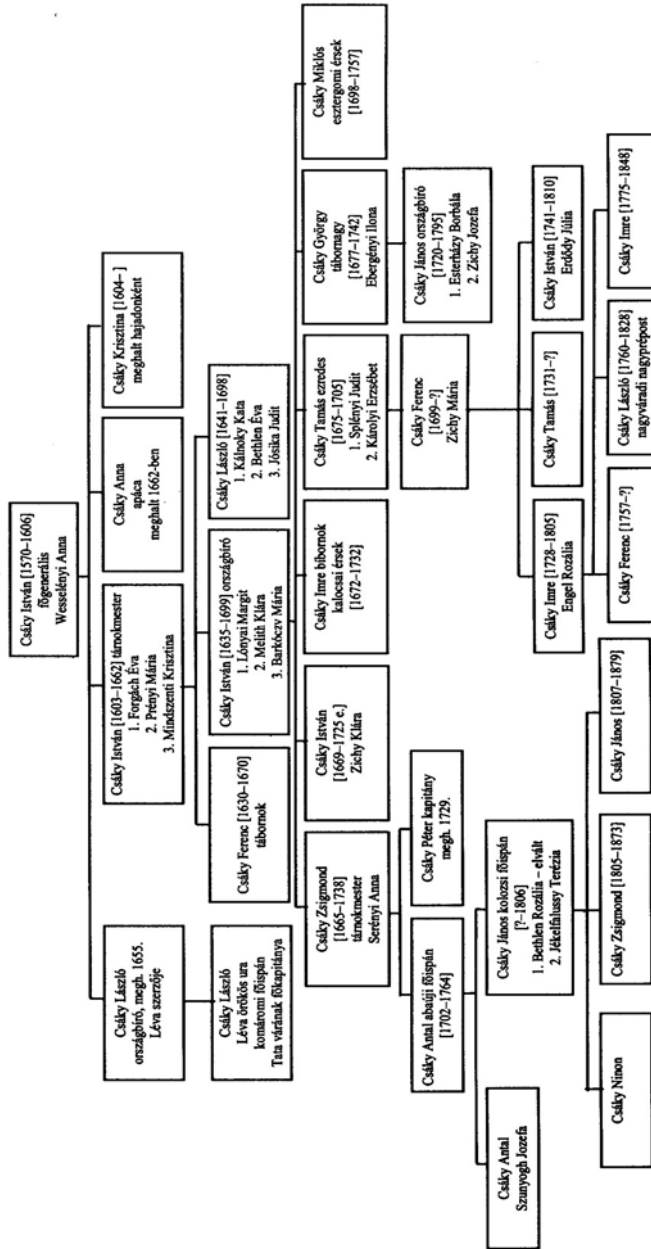 Csáky István [1570–1606]
főgenerális
Wesselényi Anna
Csáky László
országbíró, megh. 1655.
Léva szerzője
Csáky István [1603–1662] tárnokmester
1. Forgách Éva
2. Prényi Mária
3. Mindszenti Krisztina
Csáky Anna
apáca
meghalt 1662-ben
Csáky Krisztina [1604– ]
meghalt hajadonként
Csáky László
Léva örökös ura
komáromi főispán
Tata várának főkapitánya
Csáky Ferenc [1630–1670]
tábornok
Csáky István [1635–1699] országbíró
1. Lónyai Margit
2. Melith Klára
3. Barkóczv Mária
Csáky László [1641–1698]
1. Kálnoky Kata
2. Bethlen Éva
3. Jósika Judit
Csáky Zsigmond
[1665–1738]
tárnokmester
Serényi Anna
Csáky István
[1669–1725 e.]
Zichy Klára
Csáky Imre bíbornok
kalocsai érsek
[1672–1732]
Csáky Tamás ezredes
[1675–1705]
1. Splényi Judit
2. Károlyi Erzsébet
Csáky György
tábornagy
[1677–1742]
Ebergényi Ilona
Csáky Miklós
esztergomi érsek
[1698–1757]
Csáky Antal abaúji főispán
[1702–1764]
Csáky Péter kapitány
megh. 1729.
Csáky Ferenc
[1699–?]
Zichy Mária
Csáky János országbíró
[1720–1795]
1. Esterházy Borbála
2. Zichy Jozefa
Csáky Antal
Szunyogh Jozefa
Csáky János kolozsi főispán
[?–1806]
1. Bethlen Rozália – elvált
2. Jékelfalussy Terézia
Csáky Imre [1728–1805]
Engel Rozália
Csáky Tamás [1731–?]
Csáky István [1741–1810]
Erdődy Júlia
Csáky Ninon
Csáky Zsigmond [1805–1873]
Csáky János [1807–1879]
Csáky Ferenc [1757–?]
Csáky László [1760–1828]
nagyváradi nagyprépost
Csáky Imre [1775–1848]